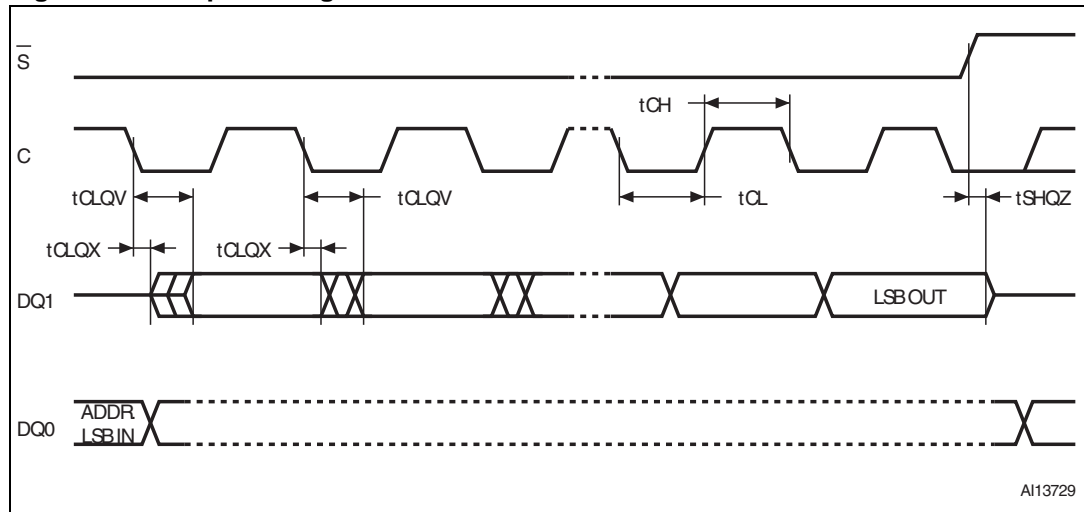 S
tCH
C
tCLQV
tCLQV
tCL
tSHQZ
tCLQX
tCLQX
DQ1
LSB OUT
ADDR.
LSB IN
DQ0
AI13729